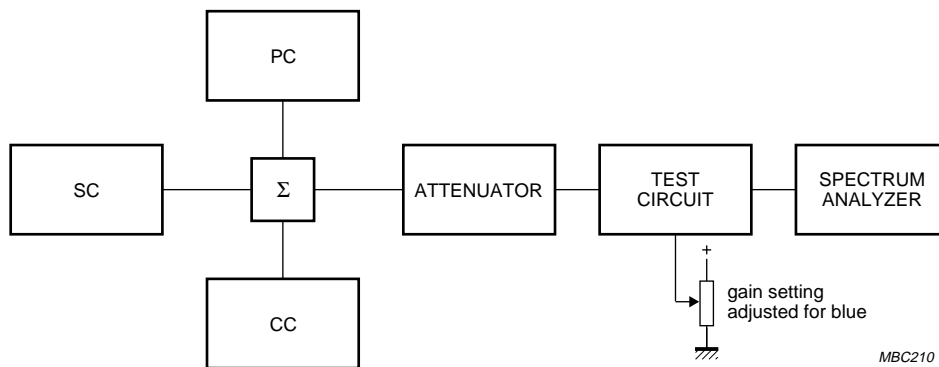 PC
SC
Σ
ATTENUATOR
TEST
CIRCUIT
SPECTRUM
ANALYZER
CC
+
gain setting
adjusted for blue
MBC210